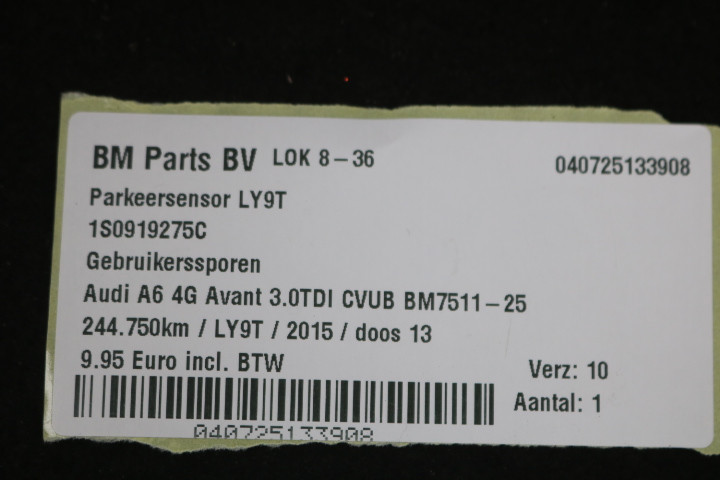 BM Parts BV LOK 8-36 040725133908
Parkeersensor LY9T
1S0919275C
Gebruikerssporen
Audi A6 4G Avant 3.0TDI CVUB BM7511-25
244.750km / LY9T / 2015 / doos 13
9.95 Euro incl. BTW
Verz: 10
Aantal: 1
040725133908